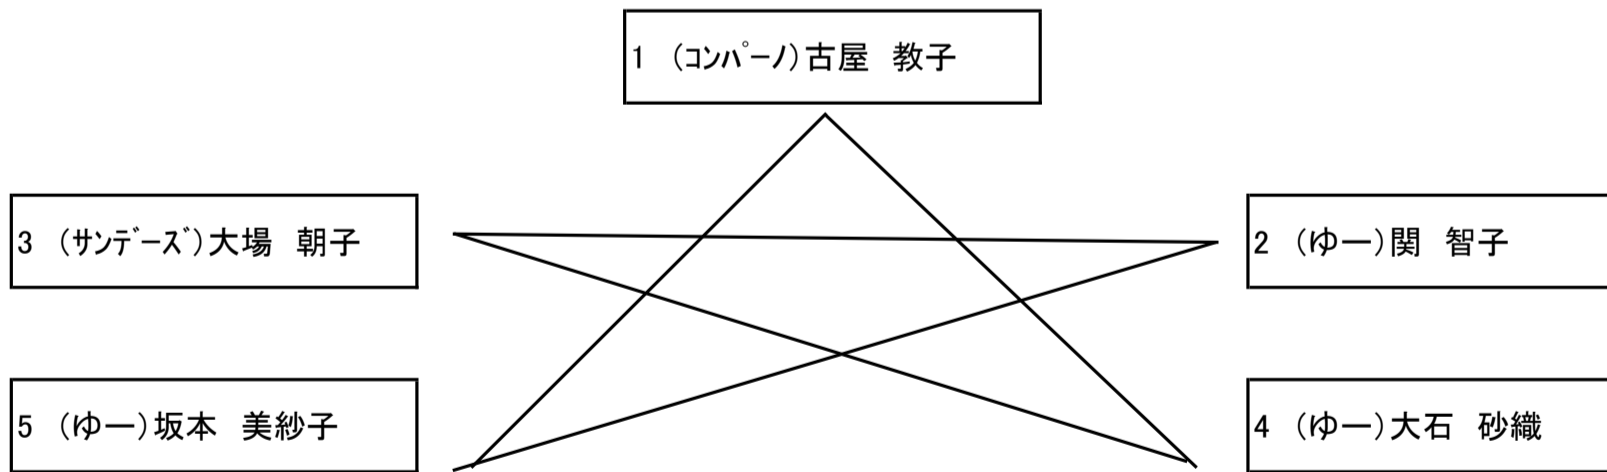 1 （ｺﾝﾊﾟｰﾉ）古屋　教子
3 （ｻﾝﾃﾞｰｽﾞ）大場　朝子
2 （ゆー）関　智子
5 （ゆー）坂本　美紗子
4 （ゆー）大石　砂織